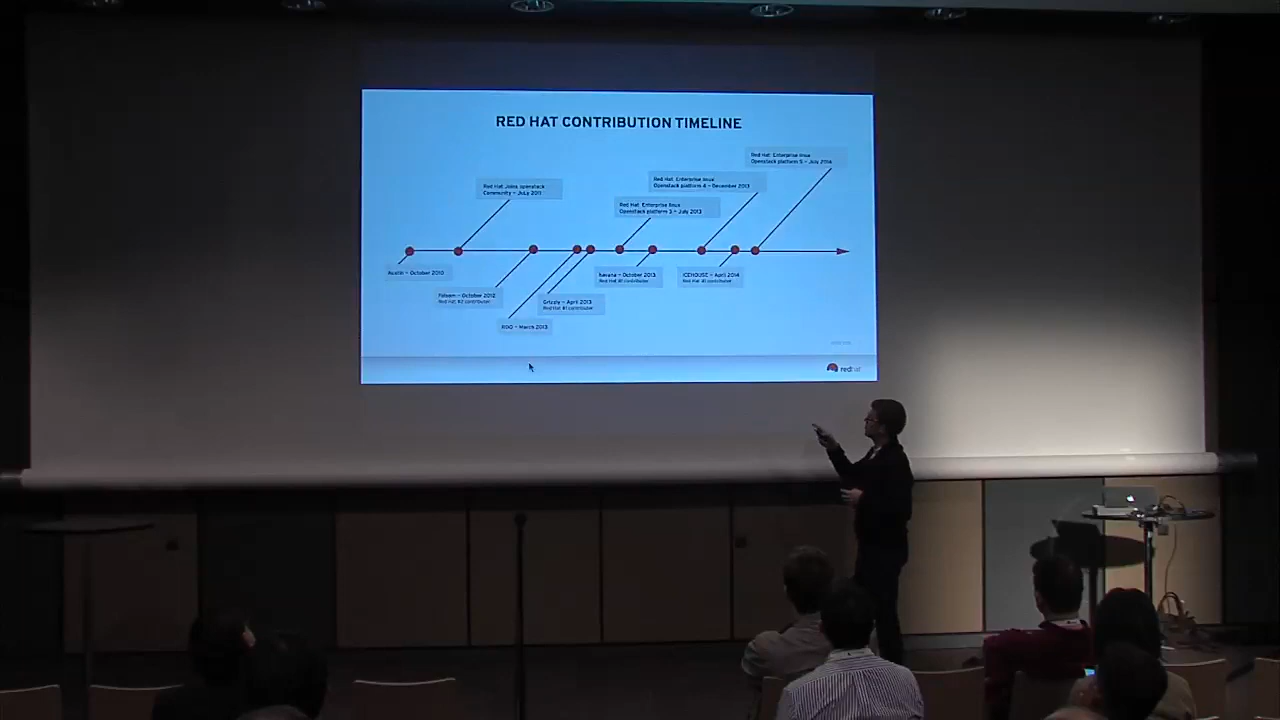 RED HAT CONTRIBUTION TIMELINE
Red Hat Enterprise linux
Openstack platform 5 – July 2014
Red Hat Enterprise linux
Openstack platform 4 – December 2013
Red Hat Joins openstack
Community – July 2011
Red Hat Enterprise linux
Openstack platform 3 – July 2013
Austin – October 2010
havana – October 2013
Red Hat #1 contributor
ICEHOUSE – April 2014
Red Hat #1 contributor
Folsom – October 2012
Red Hat #2 contributor
Grizzly – April 2013
Red Hat #1 contributor
RDO – March 2013
redhat